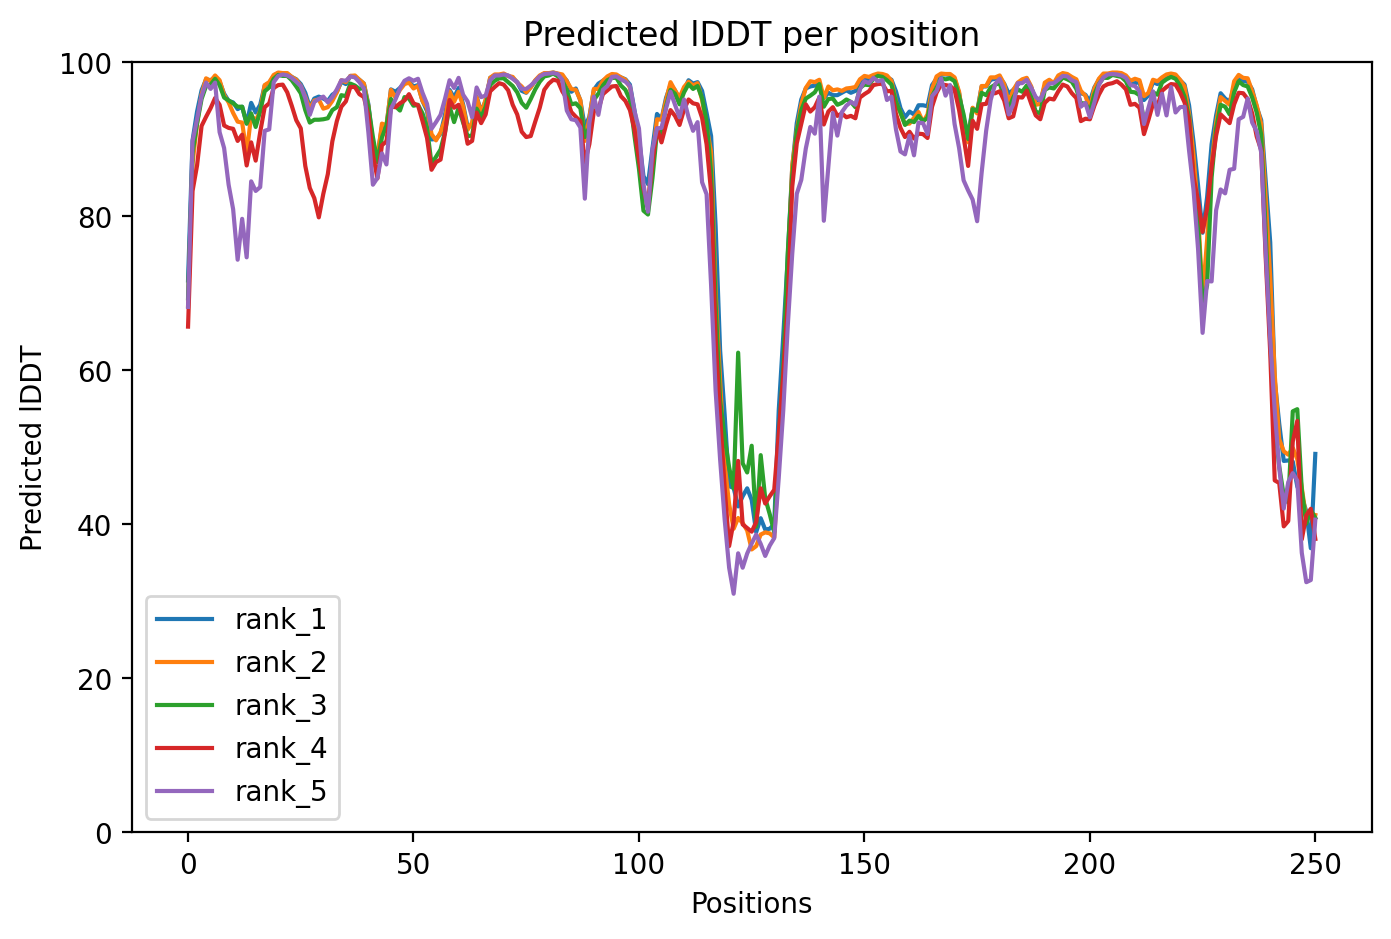 Predicted lDDT per position
Predicted lDDT
100
80
60
40
20
0
rank_1
rank_2
rank_3
rank_4
rank_5
0 50 100 150 200 250
Positions